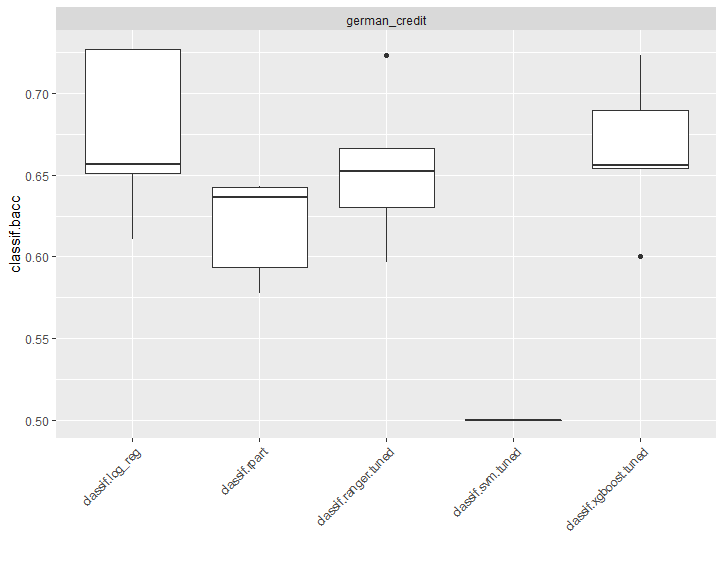 german_credit
classif.bacc
0.70
0.65
0.60
0.55
0.50
classif.log_reg
classif.rpart
classif.ranger.tuned
classif.svm.tuned
classif.xgboost.tuned